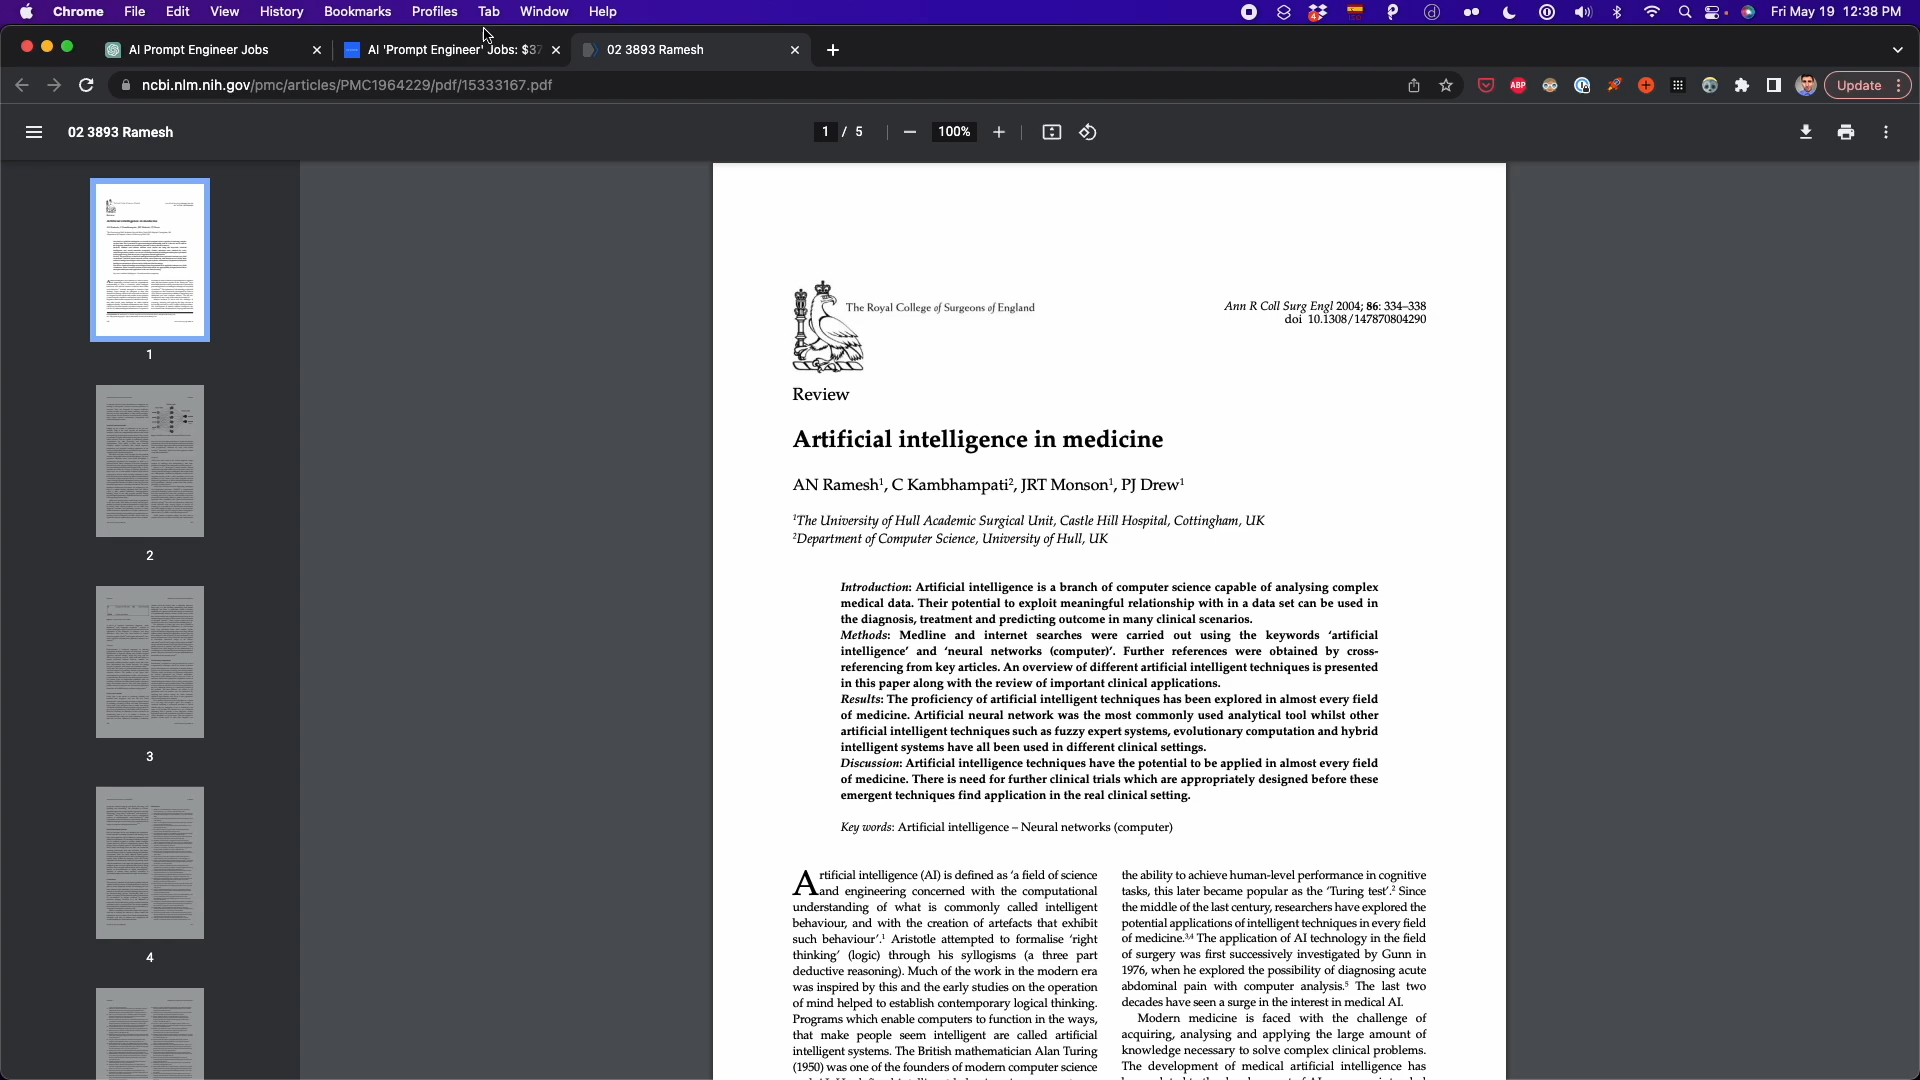 Chrome File Edit View History Bookmarks Profiles Tab Window Help Fri May 19 12:38 PM
AI Prompt Engineer Jobs
AI 'Prompt Engineer' Jobs: $37
02 3893 Ramesh
ncbi.nlm.nih.gov/pmc/articles/PMC1964229/pdf/15333167.pdf
ABP
Update
02 3893 Ramesh
1 / 5
100%
1
2
3
4
The Royal College of Surgeons of England
Ann R Coll Surg Engl 2004; 86: 334–338
doi 10.1308/147870804290
Review
Artificial intelligence in medicine
AN Ramesh¹, C Kambhampati², JRT Monson¹, PJ Drew¹
¹The University of Hull Academic Surgical Unit, Castle Hill Hospital, Cottingham, UK
²Department of Computer Science, University of Hull, UK
Introduction: Artificial intelligence is a branch of computer science capable of analysing complex
medical data. Their potential to exploit meaningful relationship with in a data set can be used in
the diagnosis, treatment and predicting outcome in many clinical scenarios.
Methods: Medline and internet searches were carried out using the keywords 'artificial
intelligence' and 'neural networks (computer)'. Further references were obtained by cross-
referencing from key articles. An overview of different artificial intelligent techniques is presented
in this paper along with the review of important clinical applications.
Results: The proficiency of artificial intelligent techniques has been explored in almost every field
of medicine. Artificial neural network was the most commonly used analytical tool whilst other
artificial intelligent techniques such as fuzzy expert systems, evolutionary computation and hybrid
intelligent systems have all been used in different clinical settings.
Discussion: Artificial intelligence techniques have the potential to be applied in almost every field
of medicine. There is need for further clinical trials which are appropriately designed before these
emergent techniques find application in the real clinical setting.
Key words: Artificial intelligence – Neural networks (computer)
Artificial intelligence (AI) is defined as 'a field of science
and engineering concerned with the computational
understanding of what is commonly called intelligent
behaviour, and with the creation of artefacts that exhibit
such behaviour'.¹ Aristotle attempted to formalise 'right
thinking' (logic) through his syllogisms (a three part
deductive reasoning). Much of the work in the modern era
was inspired by this and the early studies on the operation
of mind helped to establish contemporary logical thinking.
Programs which enable computers to function in the ways,
that make people seem intelligent are called artificial
intelligent systems. The British mathematician Alan Turing
(1950) was one of the founders of modern computer science
the ability to achieve human-level performance in cognitive
tasks, this later became popular as the 'Turing test'.² Since
the middle of the last century, researchers have explored the
potential applications of intelligent techniques in every field
of medicine.³,⁴ The application of AI technology in the field
of surgery was first successively investigated by Gunn in
1976, when he explored the possibility of diagnosing acute
abdominal pain with computer analysis.⁵ The last two
decades have seen a surge in the interest in medical AI.
Modern medicine is faced with the challenge of
acquiring, analysing and applying the large amount of
knowledge necessary to solve complex clinical problems.
The development of medical artificial intelligence has